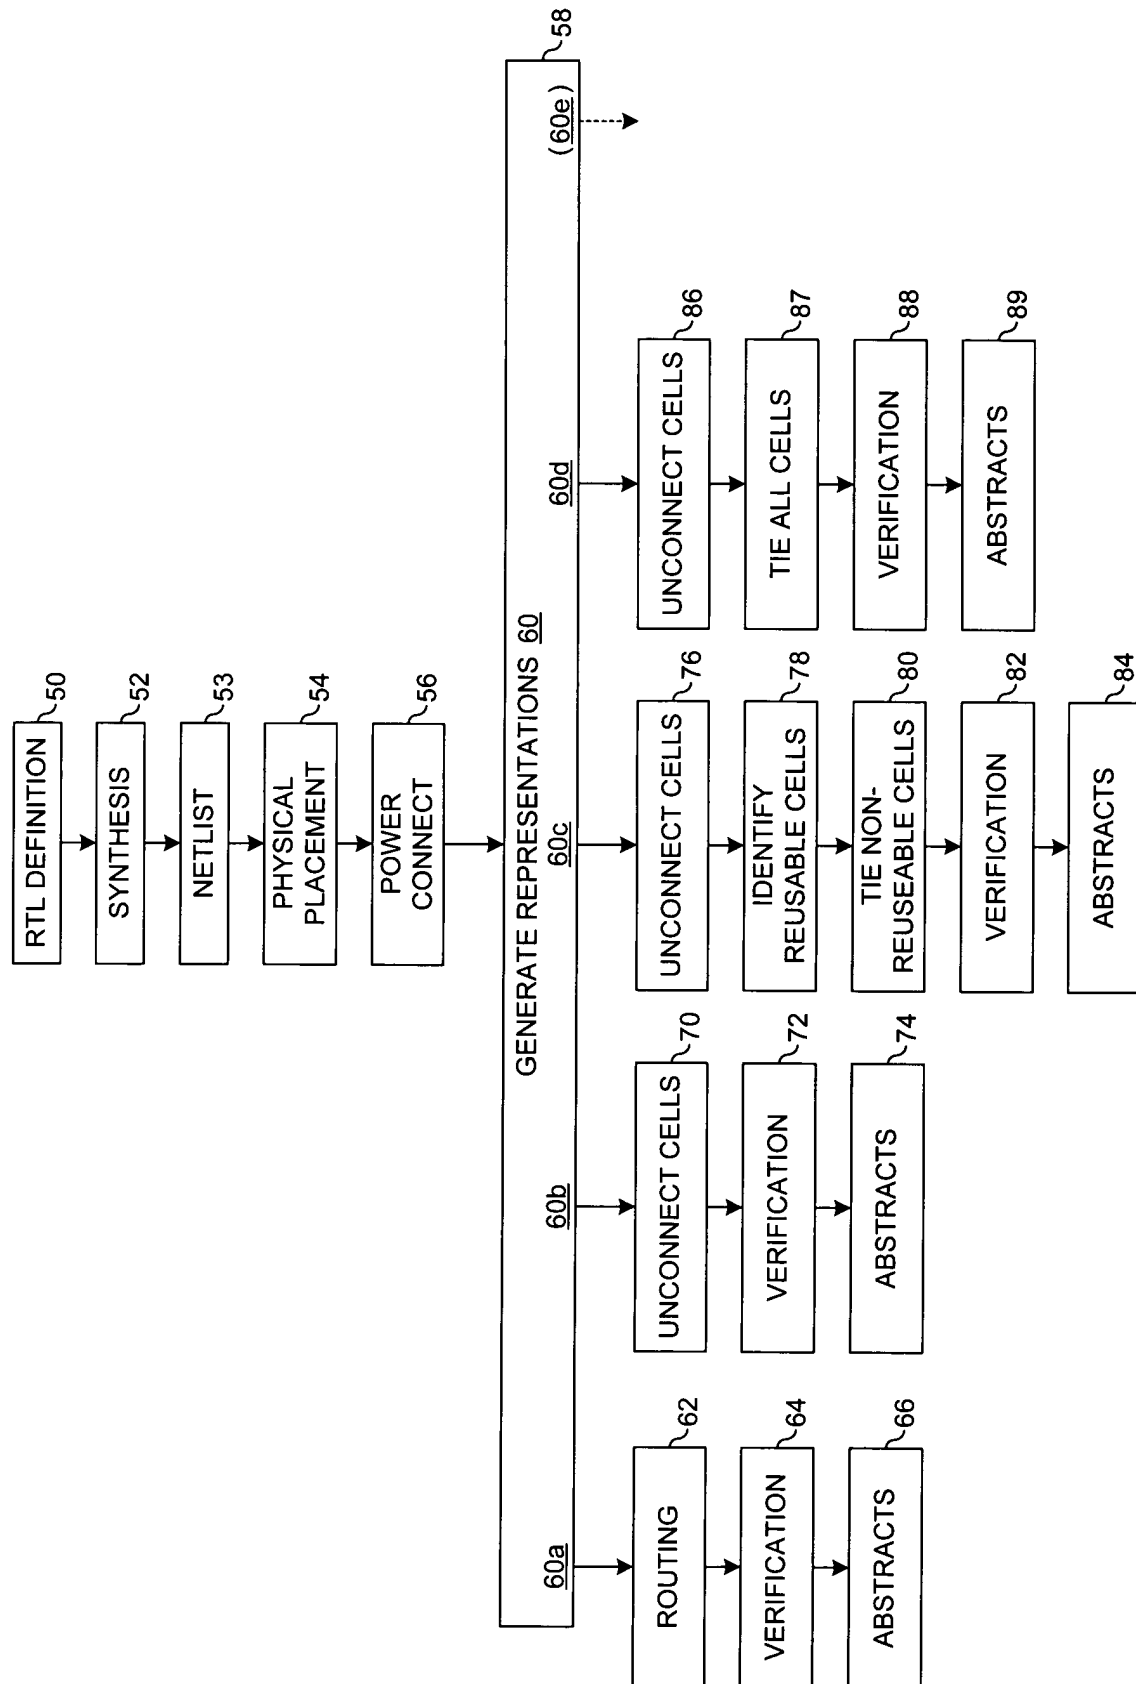 RTL DEFINITION
50
SYNTHESIS
52
NETLIST
53
PHYSICAL
PLACEMENT
54
POWER
CONNECT
56
GENERATE REPRESENTATIONS 60
58
60a
60b
60c
60d
(60e)
ROUTING
62
VERIFICATION
64
ABSTRACTS
66
UNCONNECT CELLS
70
VERIFICATION
72
ABSTRACTS
74
UNCONNECT CELLS
76
IDENTIFY
REUSABLE CELLS
78
TIE NON-
REUSEABLE CELLS
80
VERIFICATION
82
ABSTRACTS
84
UNCONNECT CELLS
86
TIE ALL CELLS
87
VERIFICATION
88
ABSTRACTS
89